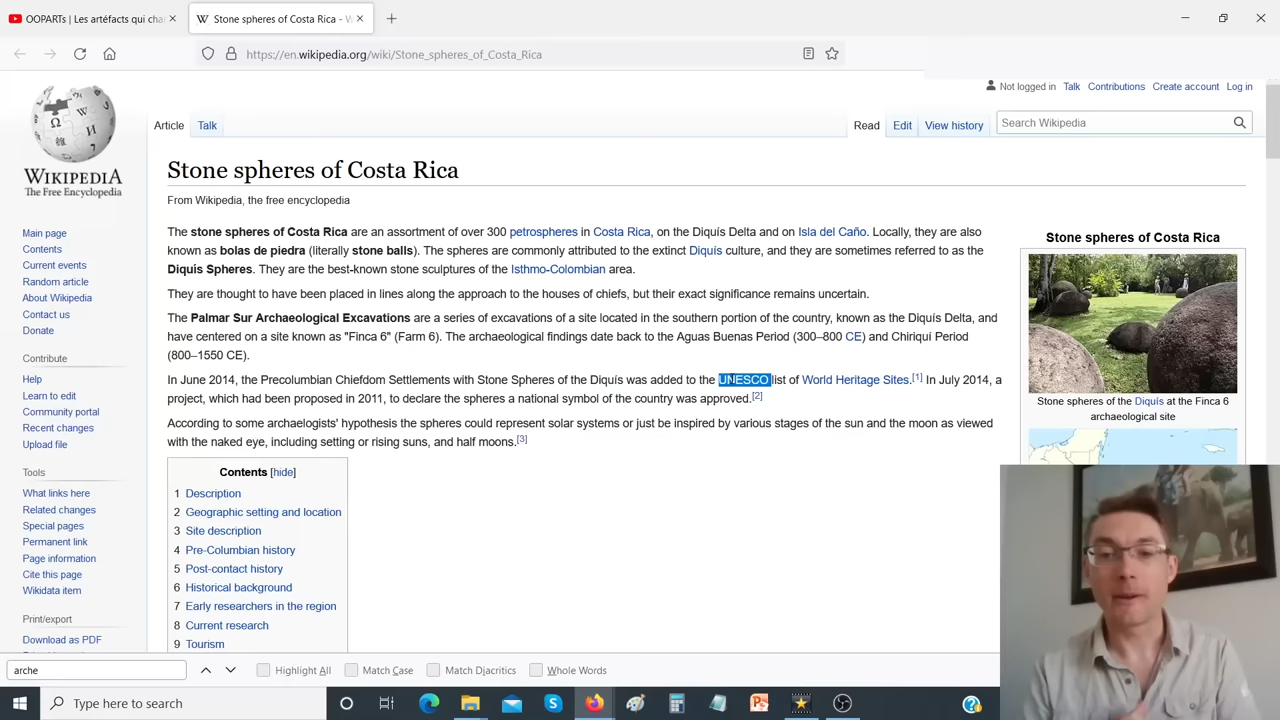 OOPARTs | Les artéfacts qui cha
Stone spheres of Costa Rica - W
https://en.wikipedia.org/wiki/Stone_spheres_of_Costa_Rica
Not logged in Talk Contributions Create account Log in
Article Talk
Read Edit View history
Search Wikipedia
WIKIPEDIA
The Free Encyclopedia
Main page
Contents
Current events
Random article
About Wikipedia
Contact us
Donate
Contribute
Help
Learn to edit
Community portal
Recent changes
Upload file
Tools
What links here
Related changes
Special pages
Permanent link
Page information
Cite this page
Wikidata item
Print/export
Download as PDF
Stone spheres of Costa Rica
From Wikipedia, the free encyclopedia
The stone spheres of Costa Rica are an assortment of over 300 petrospheres in Costa Rica, on the Diquís Delta and on Isla del Caño. Locally, they are also
known as bolas de piedra (literally stone balls). The spheres are commonly attributed to the extinct Diquís culture, and they are sometimes referred to as the
Diquís Spheres. They are the best-known stone sculptures of the Isthmo-Colombian area.
They are thought to have been placed in lines along the approach to the houses of chiefs, but their exact significance remains uncertain.
The Palmar Sur Archaeological Excavations are a series of excavations of a site located in the southern portion of the country, known as the Diquís Delta, and
have centered on a site known as "Finca 6" (Farm 6). The archaeological findings date back to the Aguas Buenas Period (300–800 CE) and Chiriquí Period
(800–1550 CE).
In June 2014, the Precolumbian Chiefdom Settlements with Stone Spheres of the Diquís was added to the UNESCO list of World Heritage Sites.[1] In July 2014, a
project, which had been proposed in 2011, to declare the spheres a national symbol of the country was approved.[2]
According to some archaelogists' hypothesis the spheres could represent solar systems or just be inspired by various stages of the sun and the moon as viewed
with the naked eye, including setting or rising suns, and half moons.[3]
Contents [hide]
1 Description
2 Geographic setting and location
3 Site description
4 Pre-Columbian history
5 Post-contact history
6 Historical background
7 Early researchers in the region
8 Current research
9 Tourism
Stone spheres of Costa Rica
Stone spheres of the Diquís at the Finca 6
archaeological site
arche
Highlight All Match Case Match Diacritics Whole Words
Type here to search